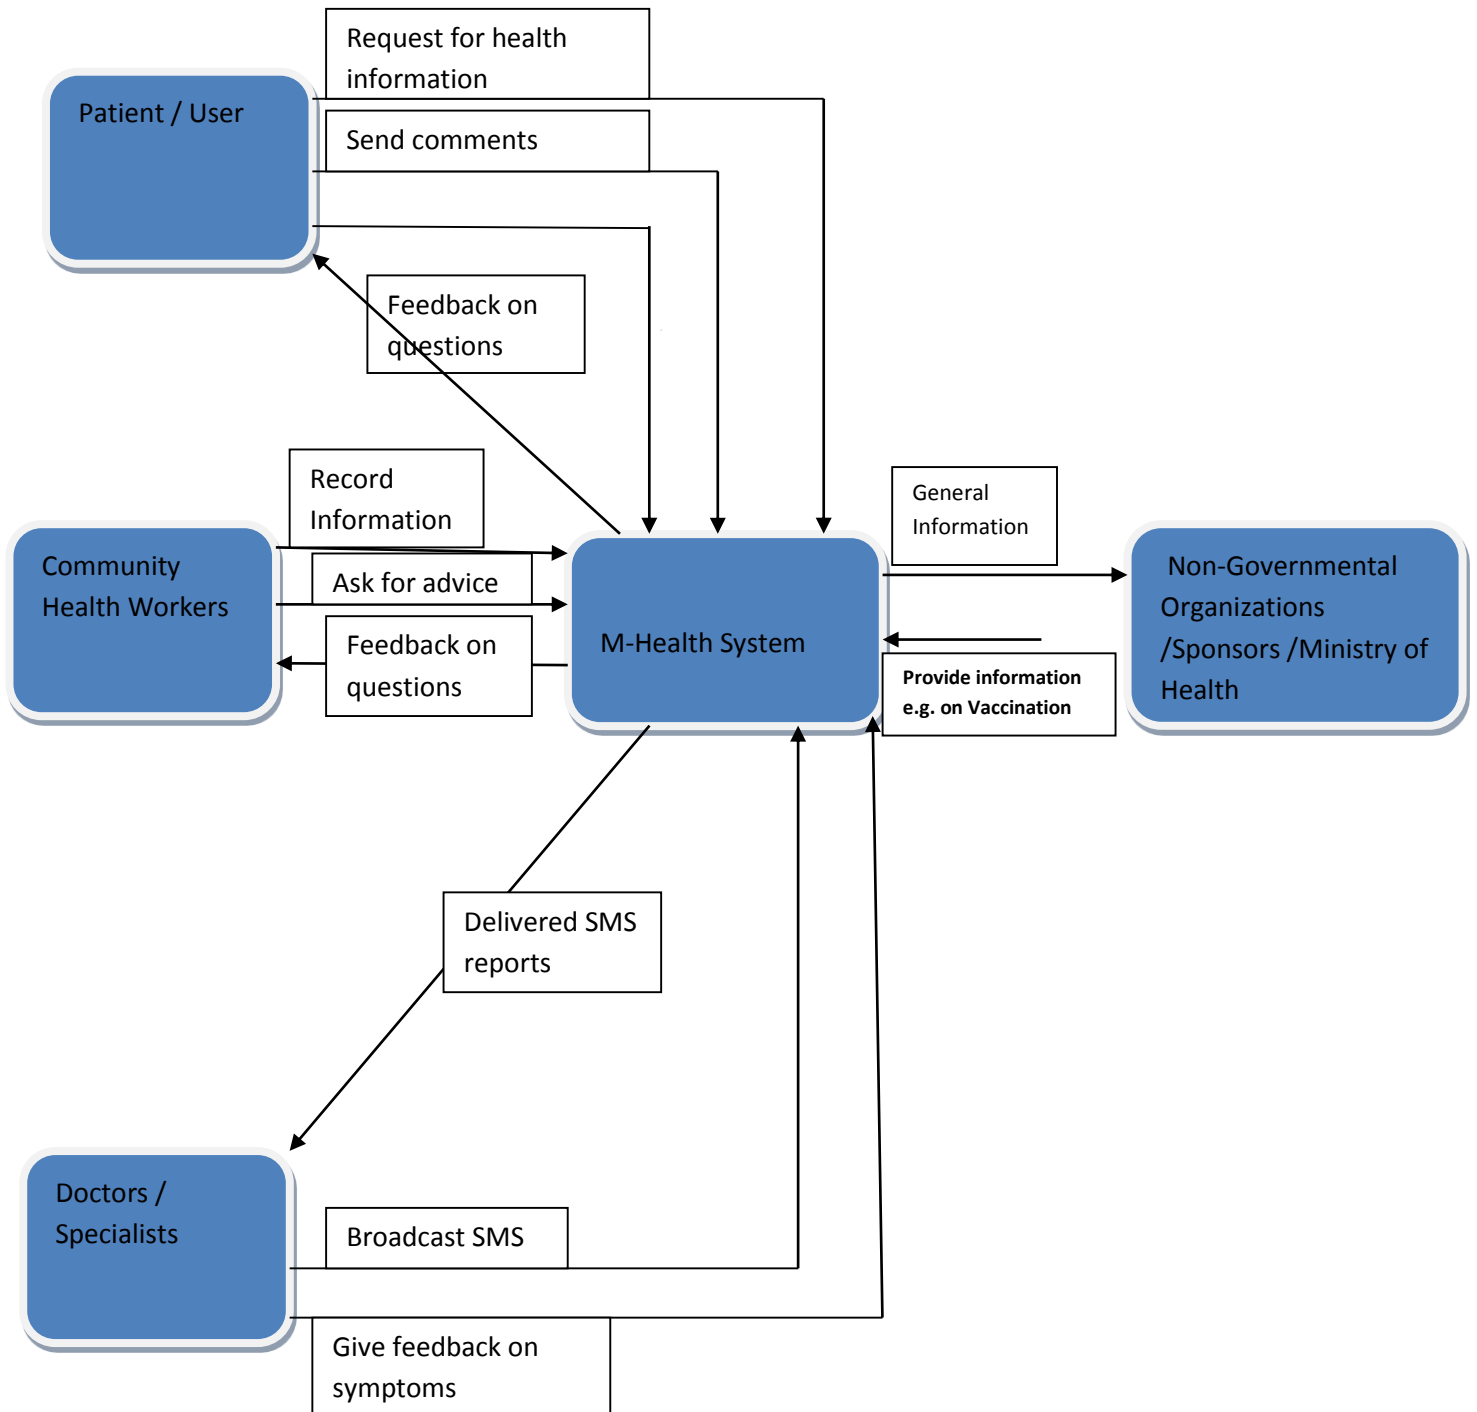 Request for health
information
Patient / User
Send comments
Feedback on
questions
Record
Information
Community
Health Workers
Ask for advice
Feedback on
questions
M-Health System
General
Information
Provide information
e.g. on Vaccination
Non-Governmental
Organizations
/Sponsors /Ministry of
Health
Delivered SMS
reports
Doctors /
Specialists
Broadcast SMS
Give feedback on
symptoms